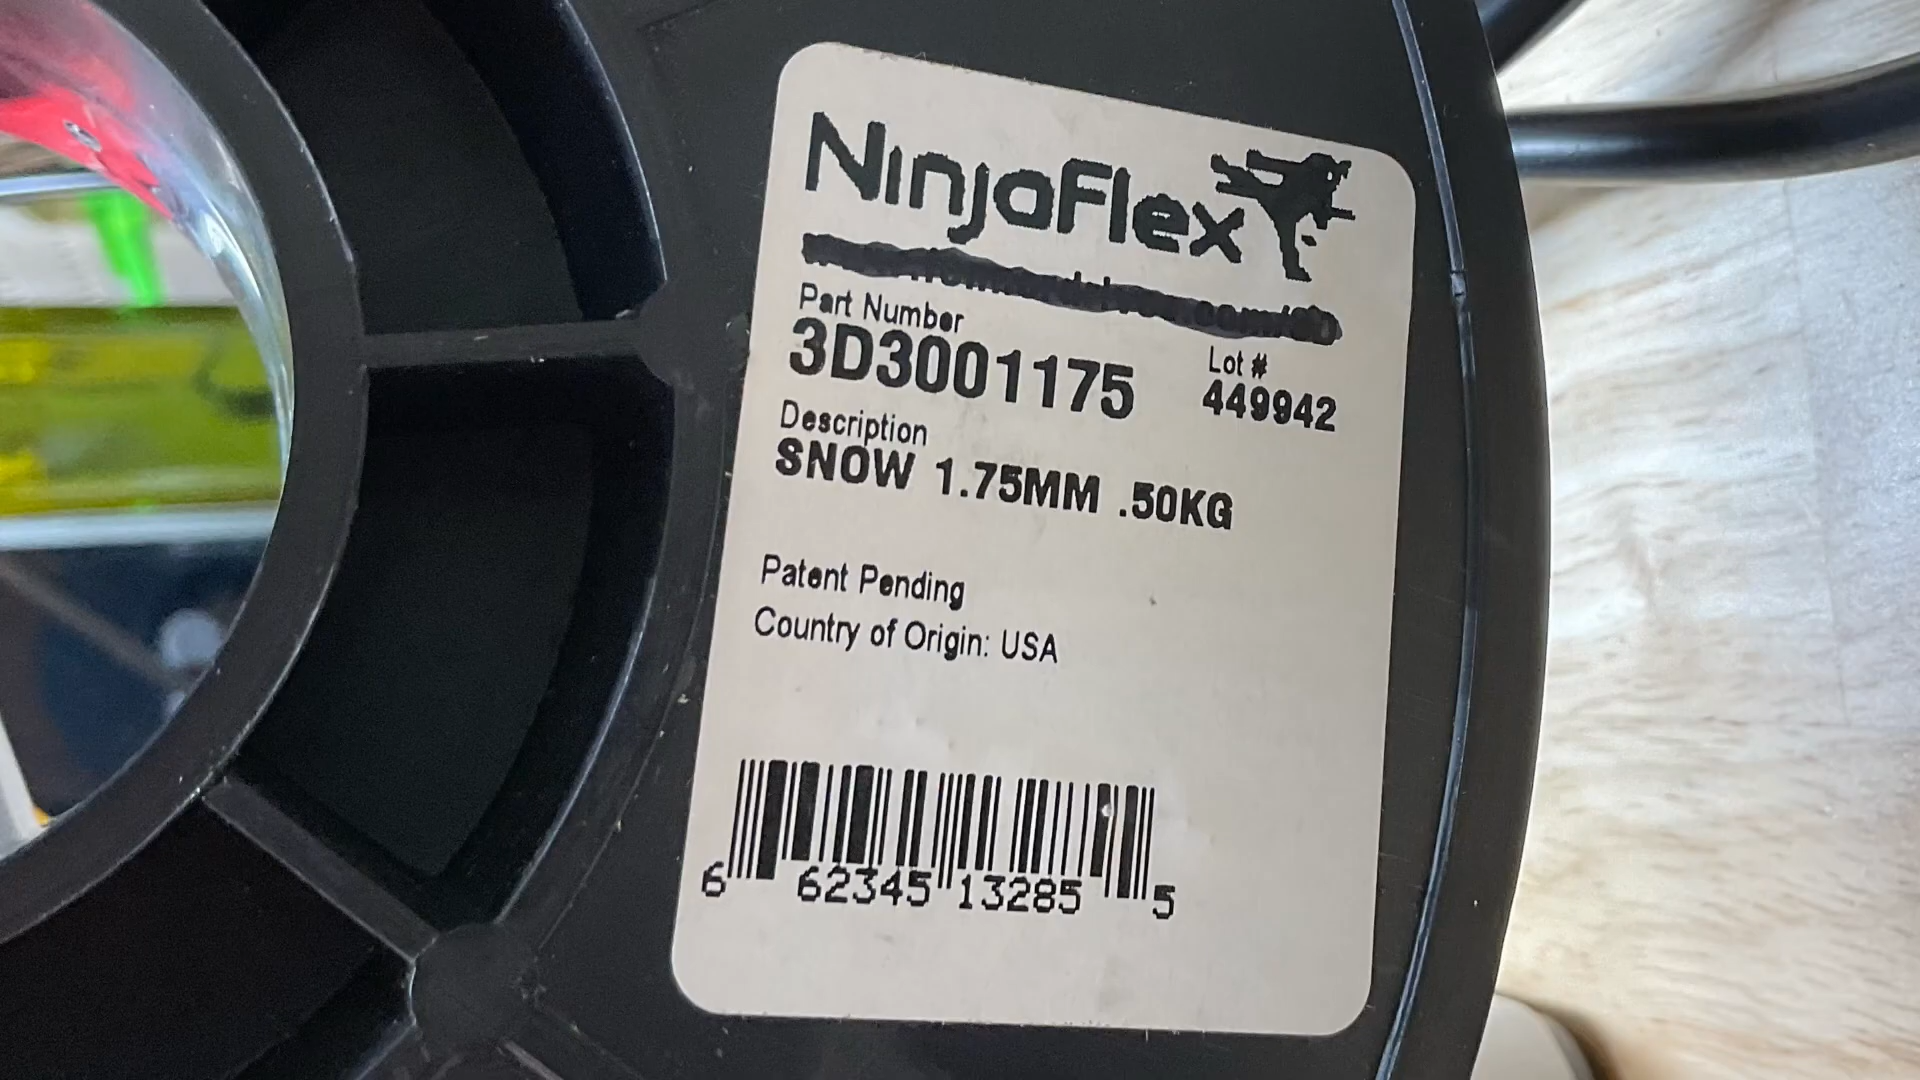 NinjaFlex
Part Number
3D3001175
Lot #
449942
Description
SNOW 1.75MM .50KG
Patent Pending
Country of Origin: USA
6 62345 13285 5